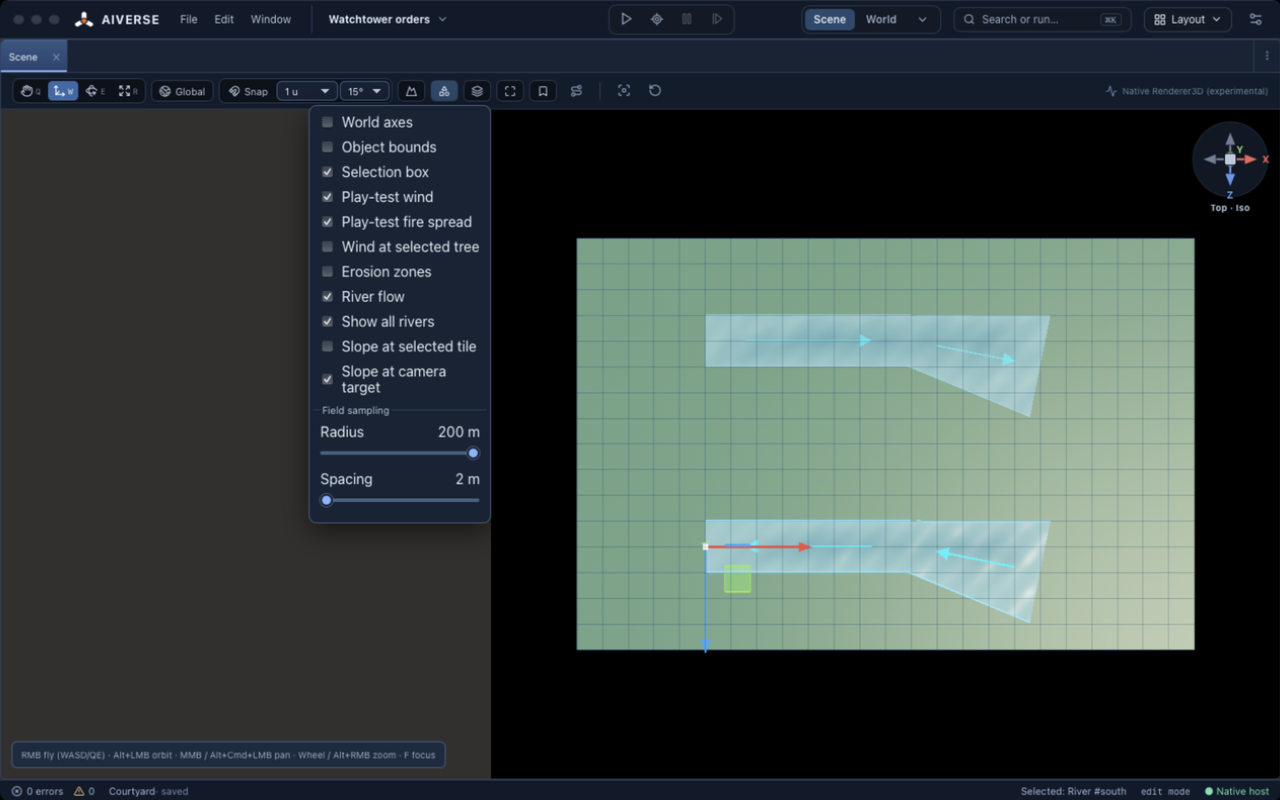 AIVERSE File Edit Window Watchtower orders Scene World Search or run... ⌘K Layout
Scene
Q W E R Global Snap 1 u 15° Native Renderer3D (experimental)
World axes
Object bounds
Selection box
Play-test wind
Play-test fire spread
Wind at selected tree
Erosion zones
River flow
Show all rivers
Slope at selected tile
Slope at camera
target
Field sampling
Radius 200 m
Spacing 2 m
Y
X
Z
Top · Iso
RMB fly (WASD/QE) · Alt+LMB orbit · MMB / Alt+Cmd+LMB pan · Wheel / Alt+RMB zoom · F focus
0 errors 0 Courtyard · saved Selected: River #south edit mode Native host